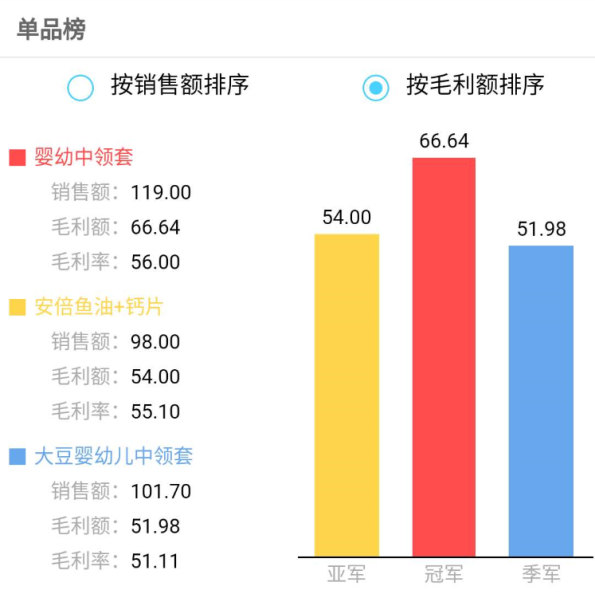 单品榜
按销售额排序
按毛利额排序
婴幼中领套
销售额：119.00
毛利额：66.64
毛利率：56.00
安倍鱼油+钙片
销售额：98.00
毛利额：54.00
毛利率：55.10
大豆婴幼儿中领套
销售额：101.70
毛利额：51.98
毛利率：51.11
54.00
66.64
51.98
亚军
冠军
季军